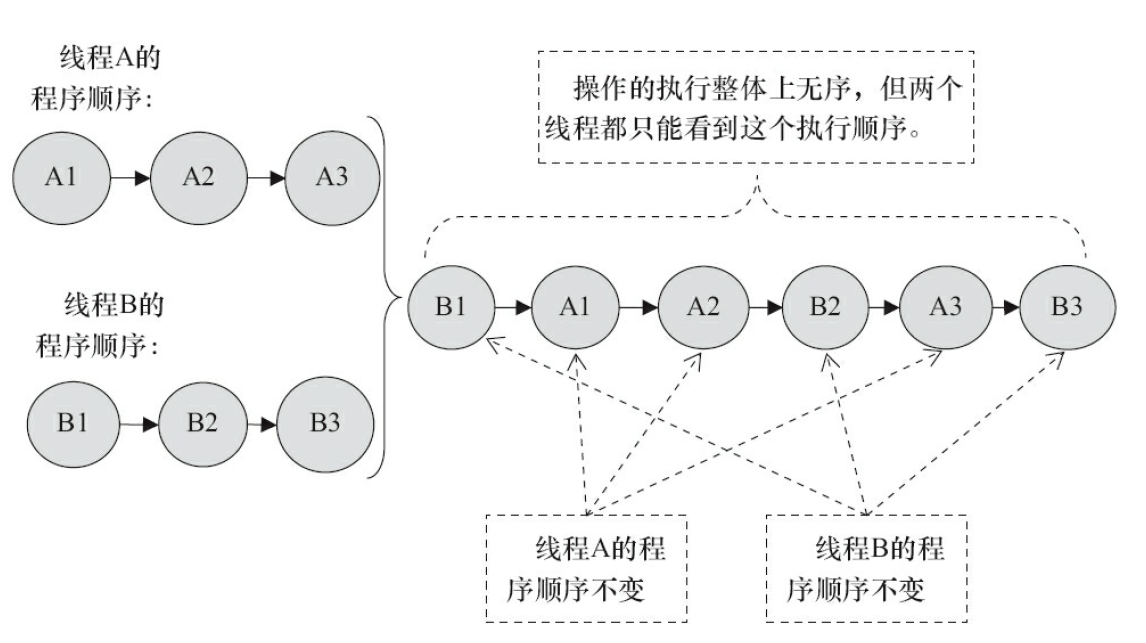 线程A的
程序顺序：
A1 A2 A3
线程B的
程序顺序：
B1 B2 B3
操作的执行整体上无序，但两个
线程都只能看到这个执行顺序。
B1 A1 A2 B2 A3 B3
线程A的程
序顺序不变
线程B的程
序顺序不变